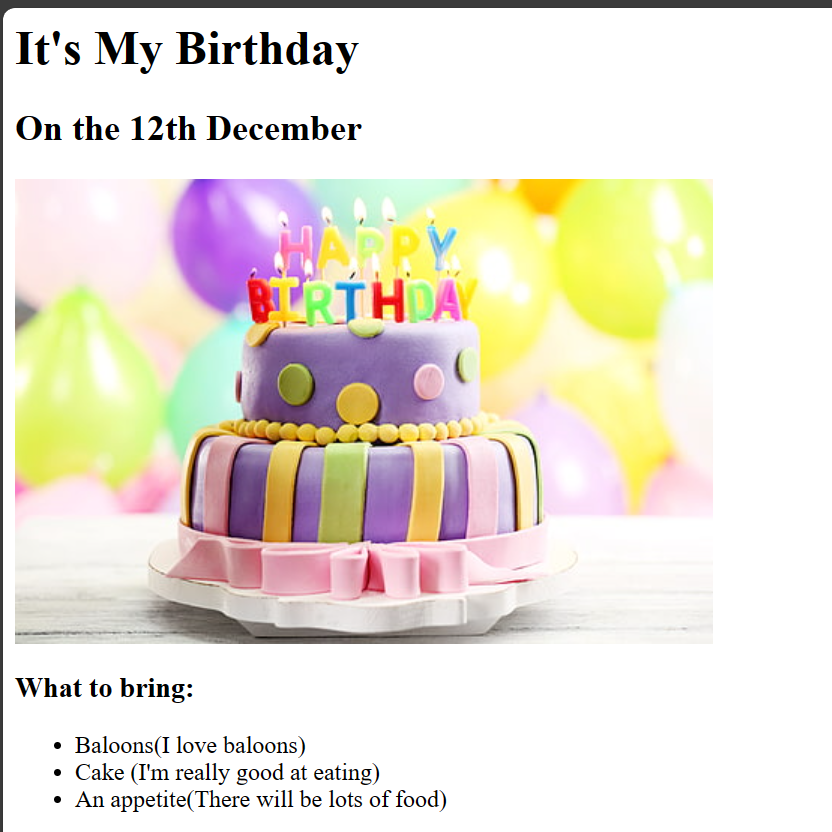 It's My Birthday
On the 12th December
HAPPY
BIRTHDAY
What to bring:
Baloons(I love baloons)
Cake (I'm really good at eating)
An appetite(There will be lots of food)